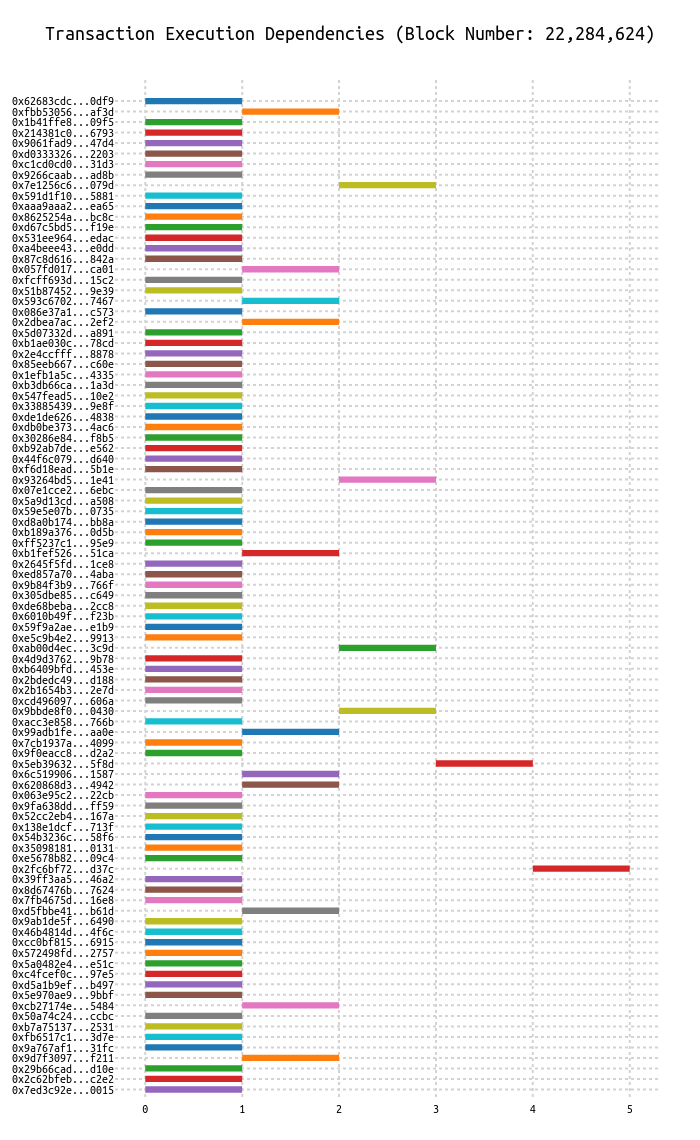 Transaction Execution Dependencies (Block Number: 22,284,624)
0x62683cdc...0df9
0xfbb53056...af3d
0x1b41ffe8...09f5
0x214381c0...6793
0x9061fad9...47d4
0xd0333326...2203
0xc1cd0cd0...31d3
0x9266caab...ad8b
0x7e1256c6...079d
0x591d1f10...5881
0xaaa9aaa2...ea65
0x8625254a...bc8c
0xd67c5bd5...f19e
0x531ee964...edac
0xa4beee43...e0dd
0x87c8d616...842a
0x057fd017...ca01
0xfcff693d...15c2
0x51b87452...9e39
0x593c6702...7467
0x086e37a1...c573
0x2dbea7ac...2ef2
0x5d07332d...a891
0xb1ae030c...78cd
0x2e4ccfff...8878
0x85eeb667...c60e
0x1efb1a5c...4335
0xb3db66ca...1a3d
0x547fead5...10e2
0x33885439...9e8f
0xde1de626...4838
0xdb0be373...4ac6
0x30286e84...f8b5
0xb92ab7de...e562
0x44f6c079...d640
0xf6d18ead...5b1e
0x93264bd5...1e41
0x07e1cce2...6ebc
0x5a9d13cd...a508
0x59e5e07b...0735
0xd8a0b174...bb8a
0xb189a376...0d5b
0xff5237c1...95e9
0xb1fef526...51ca
0x2645f5fd...1ce8
0xed857a70...4aba
0x9b84f3b9...766f
0x305dbe85...c649
0xde68beba...2cc8
0x6010b49f...f23b
0x59f9a2ae...e1b9
0xe5c9b4e2...9913
0xab00d4ec...3c9d
0x4d9d3762...9b78
0xb6409bfd...453e
0x2bdedc49...d188
0x2b1654b3...2e7d
0xcd496097...606a
0x9bbde8f0...0430
0xacc3e858...766b
0x99adb1fe...aa0e
0x7cb1937a...4099
0x9f0eacc8...d2a2
0x5eb39632...5f8d
0x6c519906...1587
0x620868d3...4942
0x063e95c2...22cb
0x9fa638dd...ff59
0x52cc2eb4...167a
0x138e1dcf...713f
0x54b3236c...58f6
0x35098181...0131
0xe5678b82...09c4
0x2fc6bf72...d37c
0x39ff3aa5...46a2
0x8d67476b...7624
0x7fb4675d...16e8
0xd5fbbe41...b61d
0x9ab1de5f...6490
0x46b4814d...4f6c
0xcc0bf815...6915
0x572498fd...2757
0x5a0482e4...e51c
0xc4fcef0c...97e5
0xd5a1b9ef...b497
0x5e970ae9...9bbf
0xcb27174e...5484
0x50a74c24...ccbc
0xb7a75137...2531
0xfb6517c1...3d7e
0x9a767af1...31fc
0x9d7f3097...f211
0x29b66cad...d10e
0x2c62bfeb...c2e2
0x7ed3c92e...0015
0 1 2 3 4 5